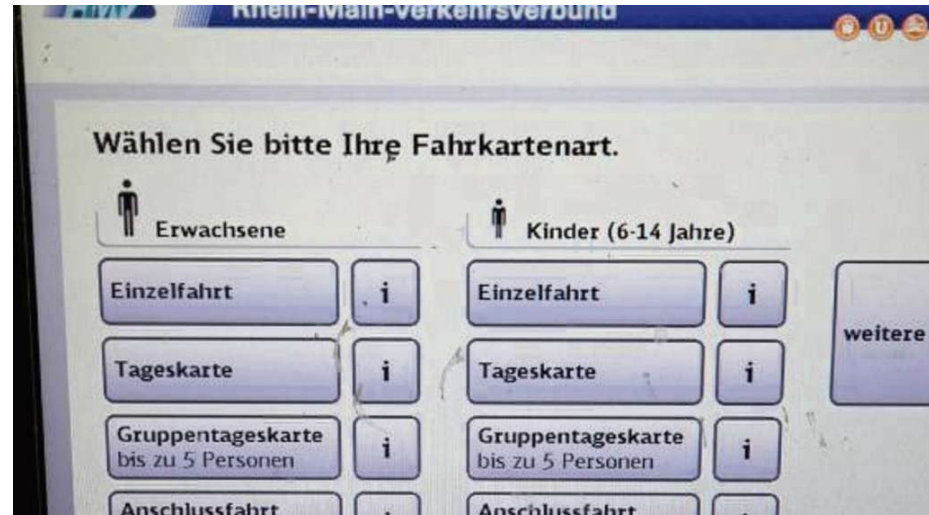 RMV Rhein-Main-Verkehrsverbund
Wählen Sie bitte Ihre Fahrkartenart.
Erwachsene
Kinder (6-14 Jahre)
Einzelfahrt i
Einzelfahrt i
weitere
Tageskarte i
Tageskarte i
Gruppentageskarte
bis zu 5 Personen
i
Gruppentageskarte
bis zu 5 Personen
i
Anschlussfahrt i
Anschlussfahrt i